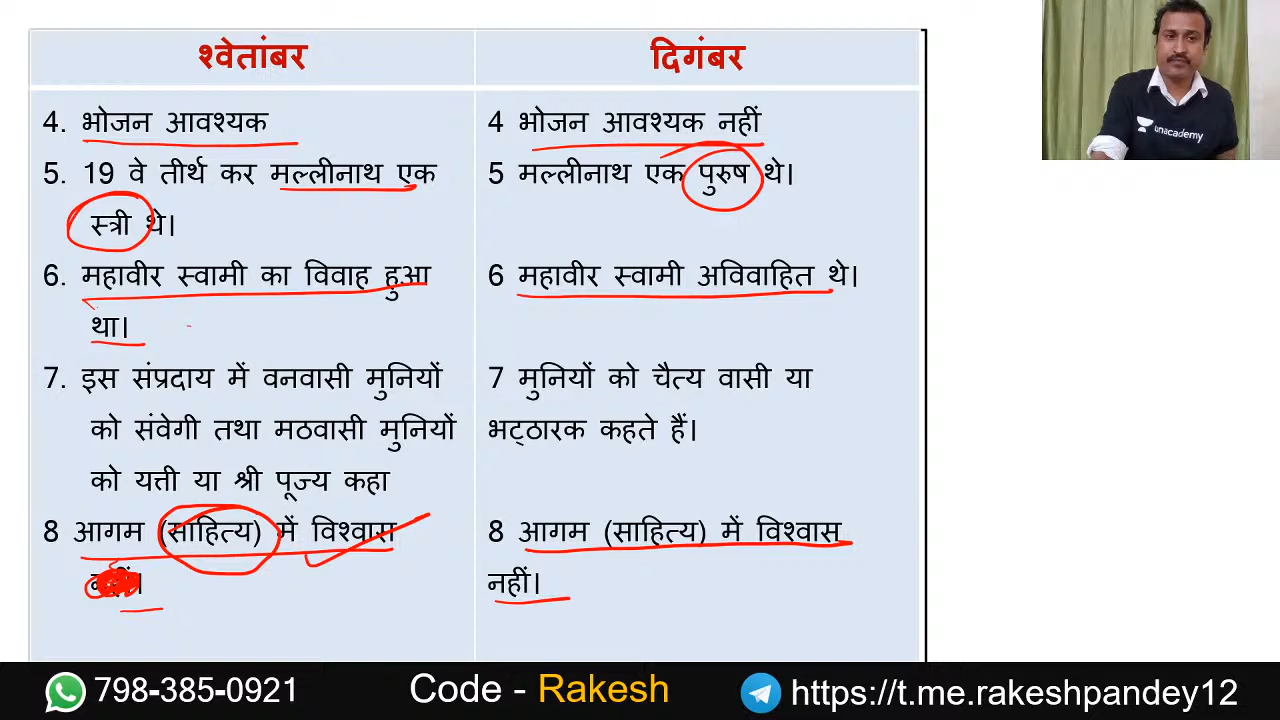 श्वेतांबर
दिगंबर
4. भोजन आवश्यक
5. 19 वे तीर्थ कर मल्लीनाथ एक
स्त्री थे।
6. महावीर स्वामी का विवाह हुआ
था।
7. इस संप्रदाय में वनवासी मुनियों
को संवेगी तथा मठवासी मुनियों
को यत्ती या श्री पूज्य कहा
8 आगम (साहित्य) में विश्वास
4 भोजन आवश्यक नहीं
5 मल्लीनाथ एक पुरुष थे।
6 महावीर स्वामी अविवाहित थे।
7 मुनियों को चैत्य वासी या
भट्ठारक कहते हैं।
8 आगम (साहित्य) में विश्वास
नहीं।
unacademy
798-385-0921
Code - Rakesh
https://t.me.rakeshpandey12